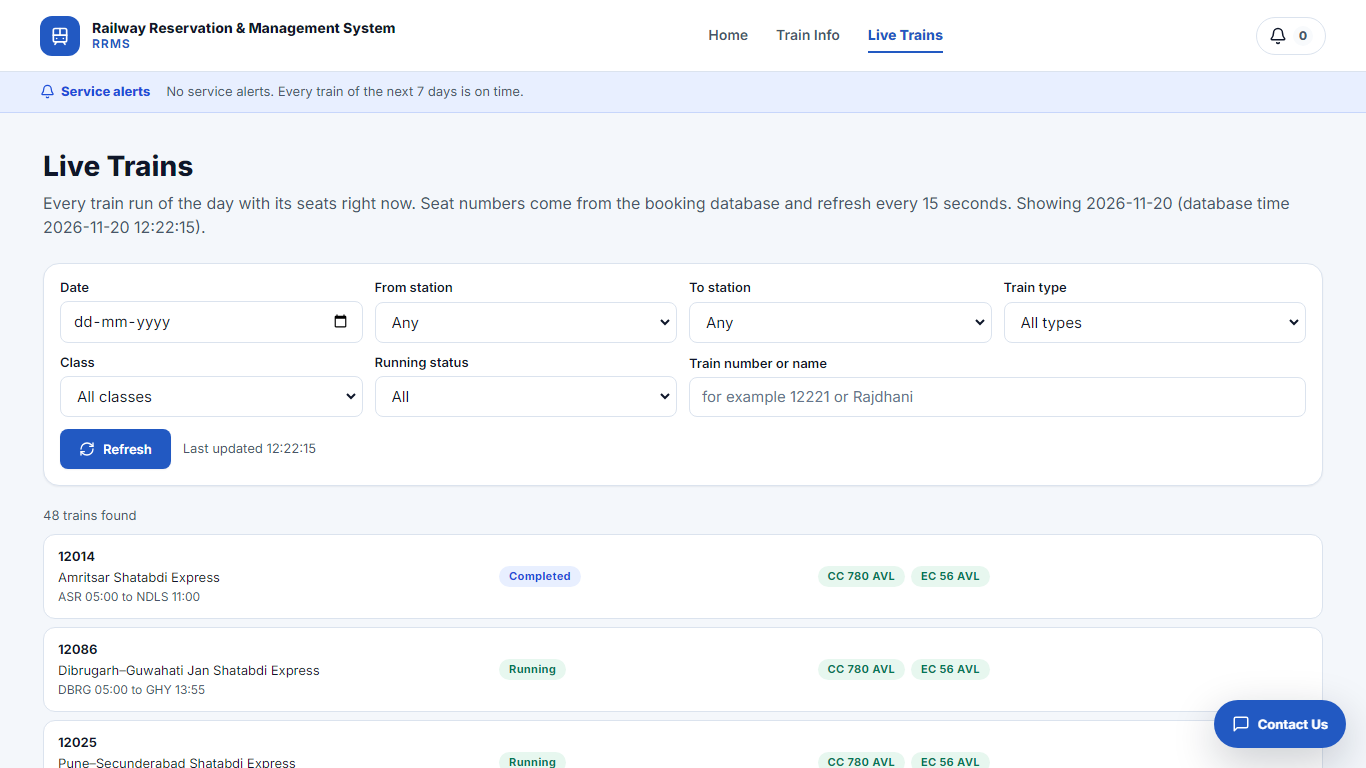 Railway Reservation & Management System
RRMS
Home
Train Info
Live Trains
0
Service alerts
No service alerts. Every train of the next 7 days is on time.
Live Trains
Every train run of the day with its seats right now. Seat numbers come from the booking database and refresh every 15 seconds. Showing 2026-11-20 (database time
2026-11-20 12:22:15).
Date
From station
To station
Train type
dd-mm-yyyy
Any
Any
All types
Class
Running status
Train number or name
All classes
All
for example 12221 or Rajdhani
Refresh
Last updated 12:22:15
48 trains found
12014
Amritsar Shatabdi Express
ASR 05:00 to NDLS 11:00
Completed
CC 780 AVL
EC 56 AVL
12086
Dibrugarh–Guwahati Jan Shatabdi Express
DBRG 05:00 to GHY 13:55
Running
CC 780 AVL
EC 56 AVL
12025
Pune–Secunderabad Shatabdi Express
Running
CC 780 AVL
EC 56 AVL
Contact Us